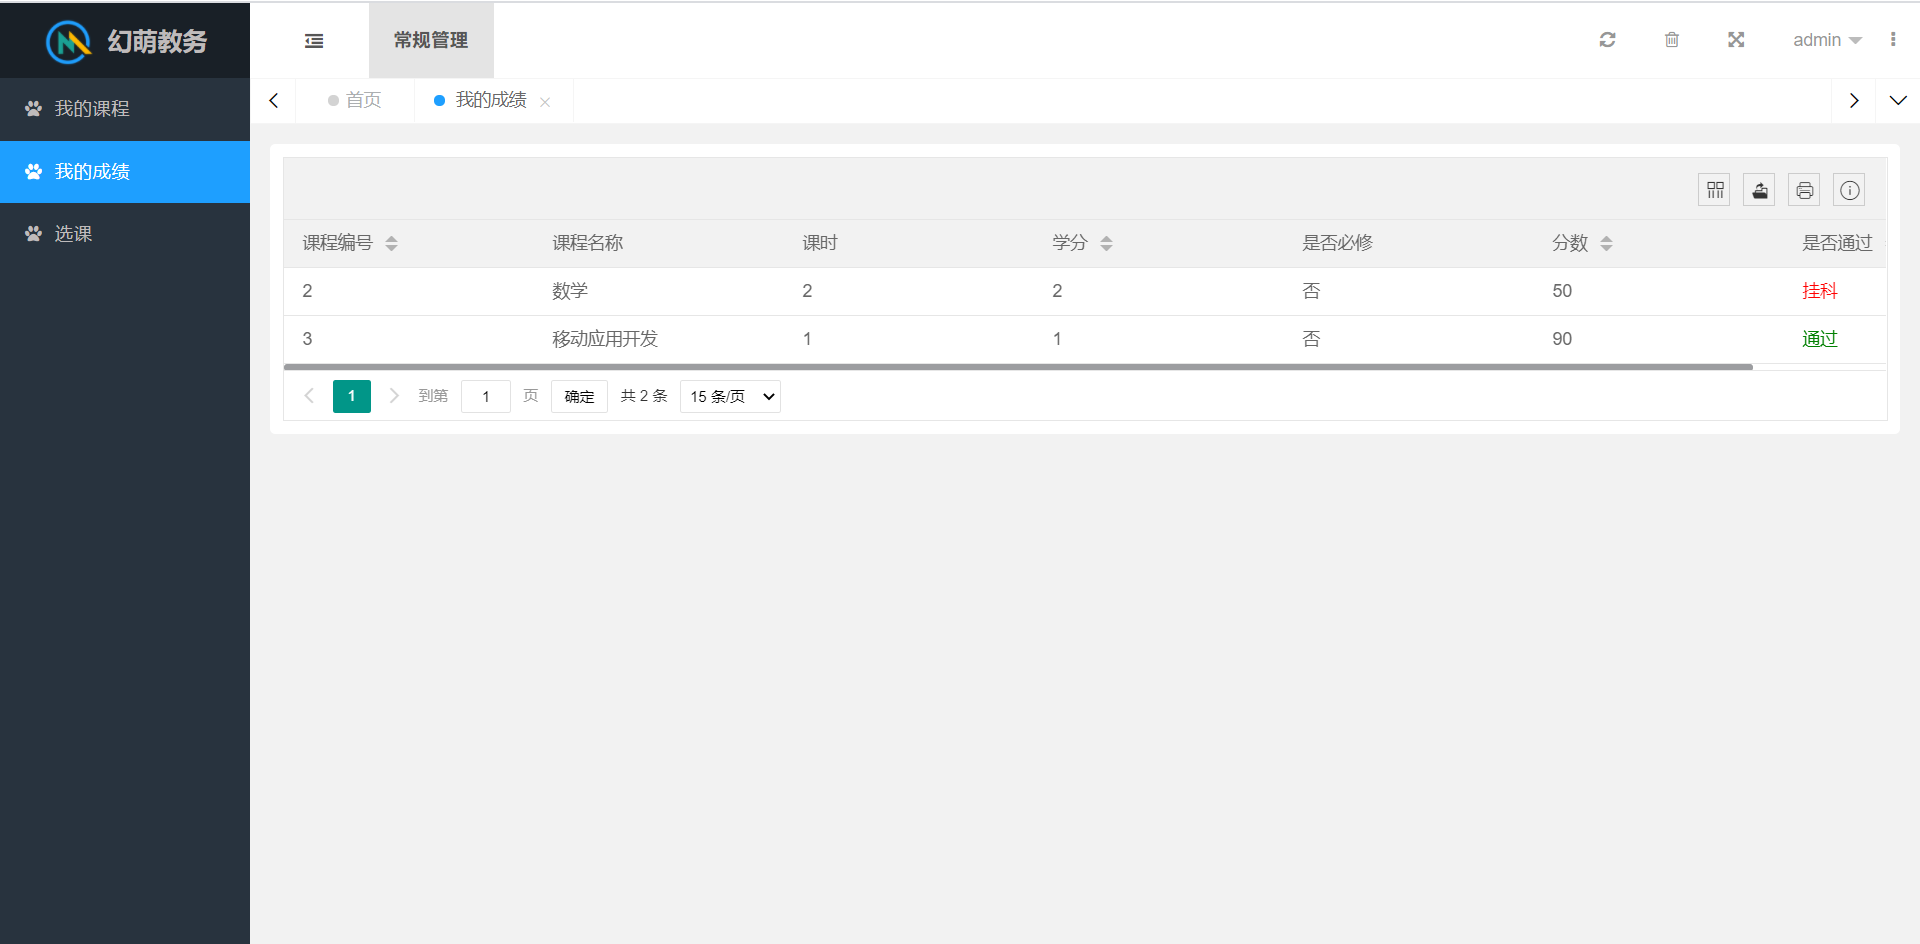 幻萌教务
常规管理
admin
我的课程
我的成绩
选课
首页 我的成绩
课程编号 课程名称 课时 学分 是否必修 分数 是否通过
2 数学 2 2 否 50 挂科
3 移动应用开发 1 1 否 90 通过
1 到第 1 页 确定 共 2 条 15 条/页